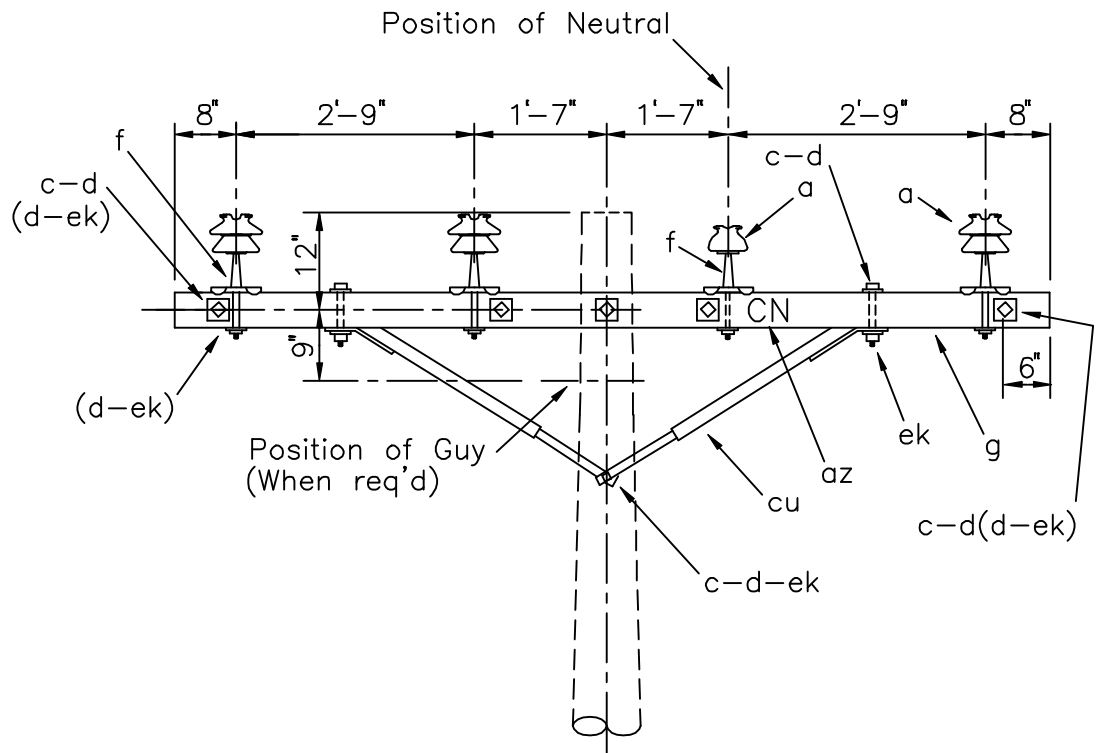 Position of Neutral
8"
2'-9"
1'-7"
1'-7"
2'-9"
8"
f
c-d
(d-ek)
c-d
a
a
12"
f
CN
9"
6"
(d-ek)
Position of Guy
(When req'd)
ek
g
az
cu
c-d(d-ek)
c-d-ek